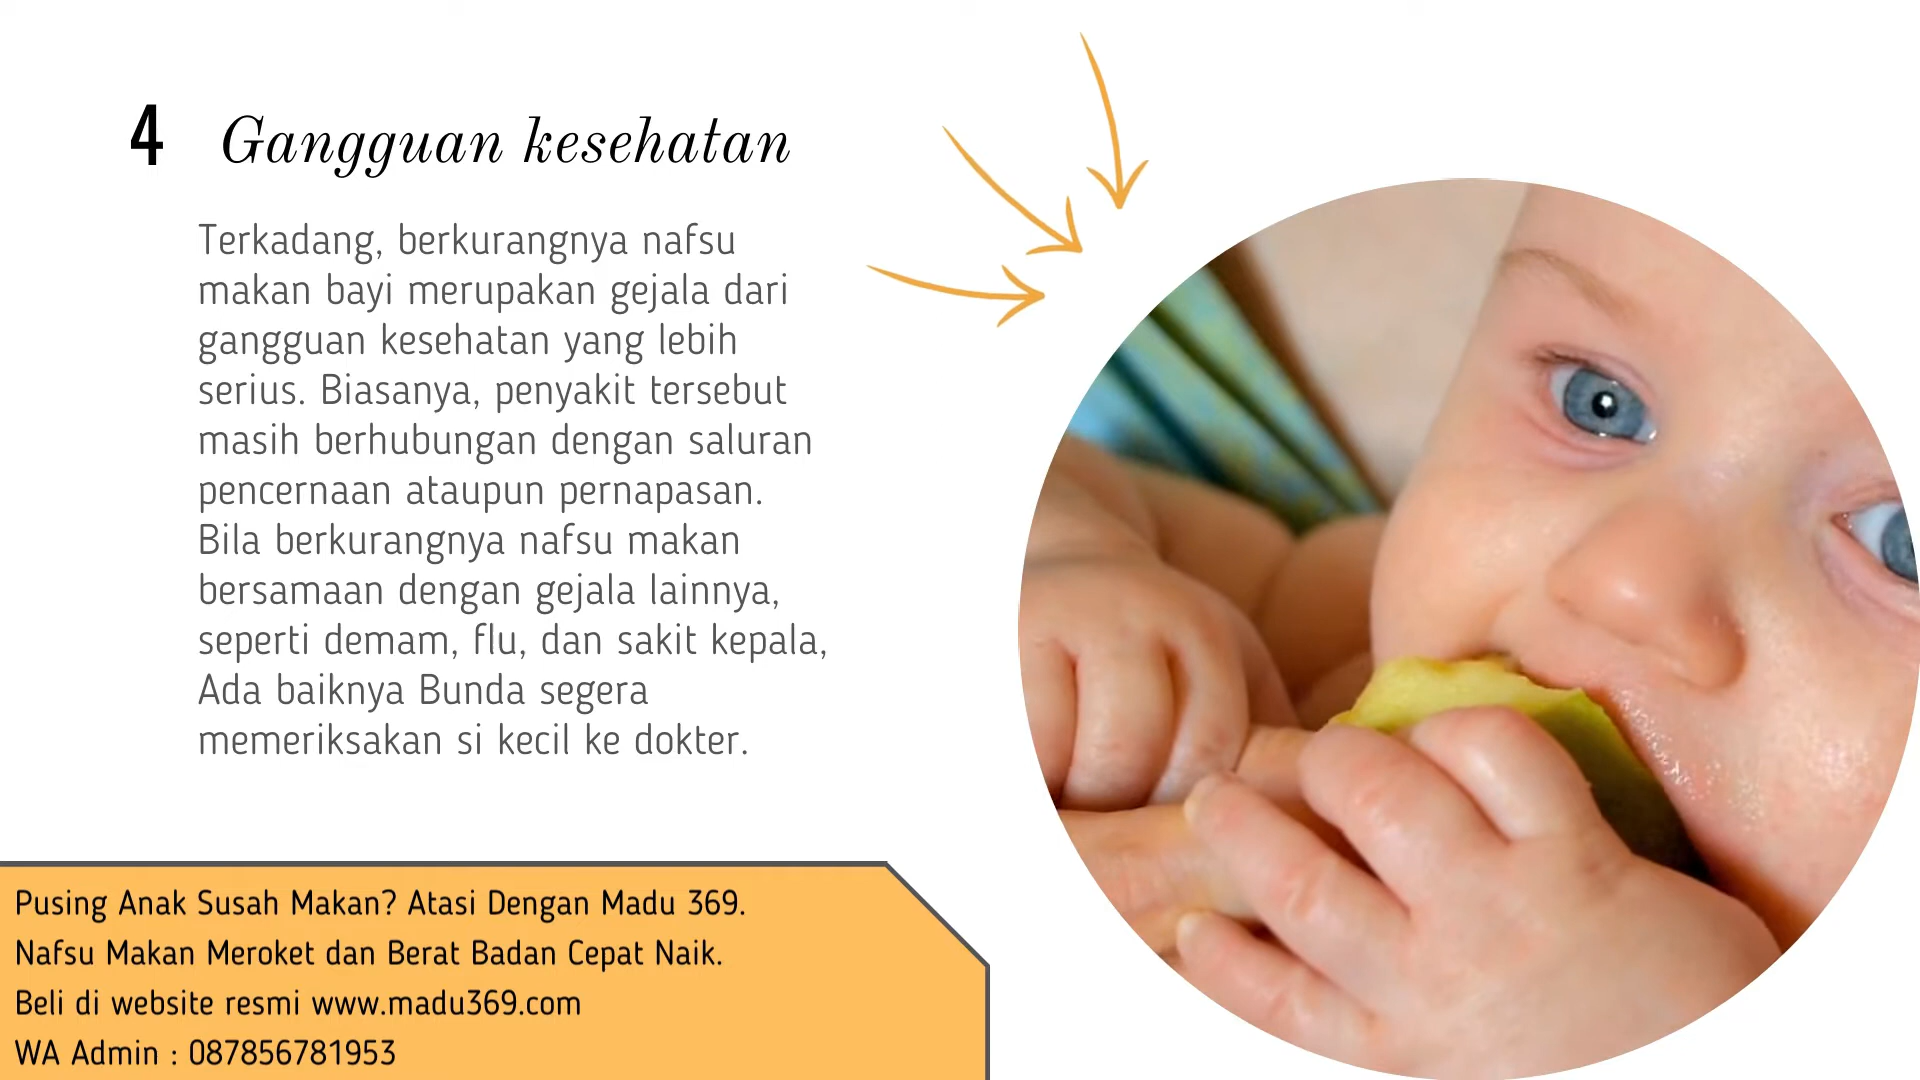 4 Gangguan kesehatan
Terkadang, berkurangnya nafsu
makan bayi merupakan gejala dari
gangguan kesehatan yang lebih
serius. Biasanya, penyakit tersebut
masih berhubungan dengan saluran
pencernaan ataupun pernapasan.
Bila berkurangnya nafsu makan
bersamaan dengan gejala lainnya,
seperti demam, flu, dan sakit kepala,
Ada baiknya Bunda segera
memeriksakan si kecil ke dokter.
Pusing Anak Susah Makan? Atasi Dengan Madu 369.
Nafsu Makan Meroket dan Berat Badan Cepat Naik.
Beli di website resmi www.madu369.com
WA Admin : 087856781953